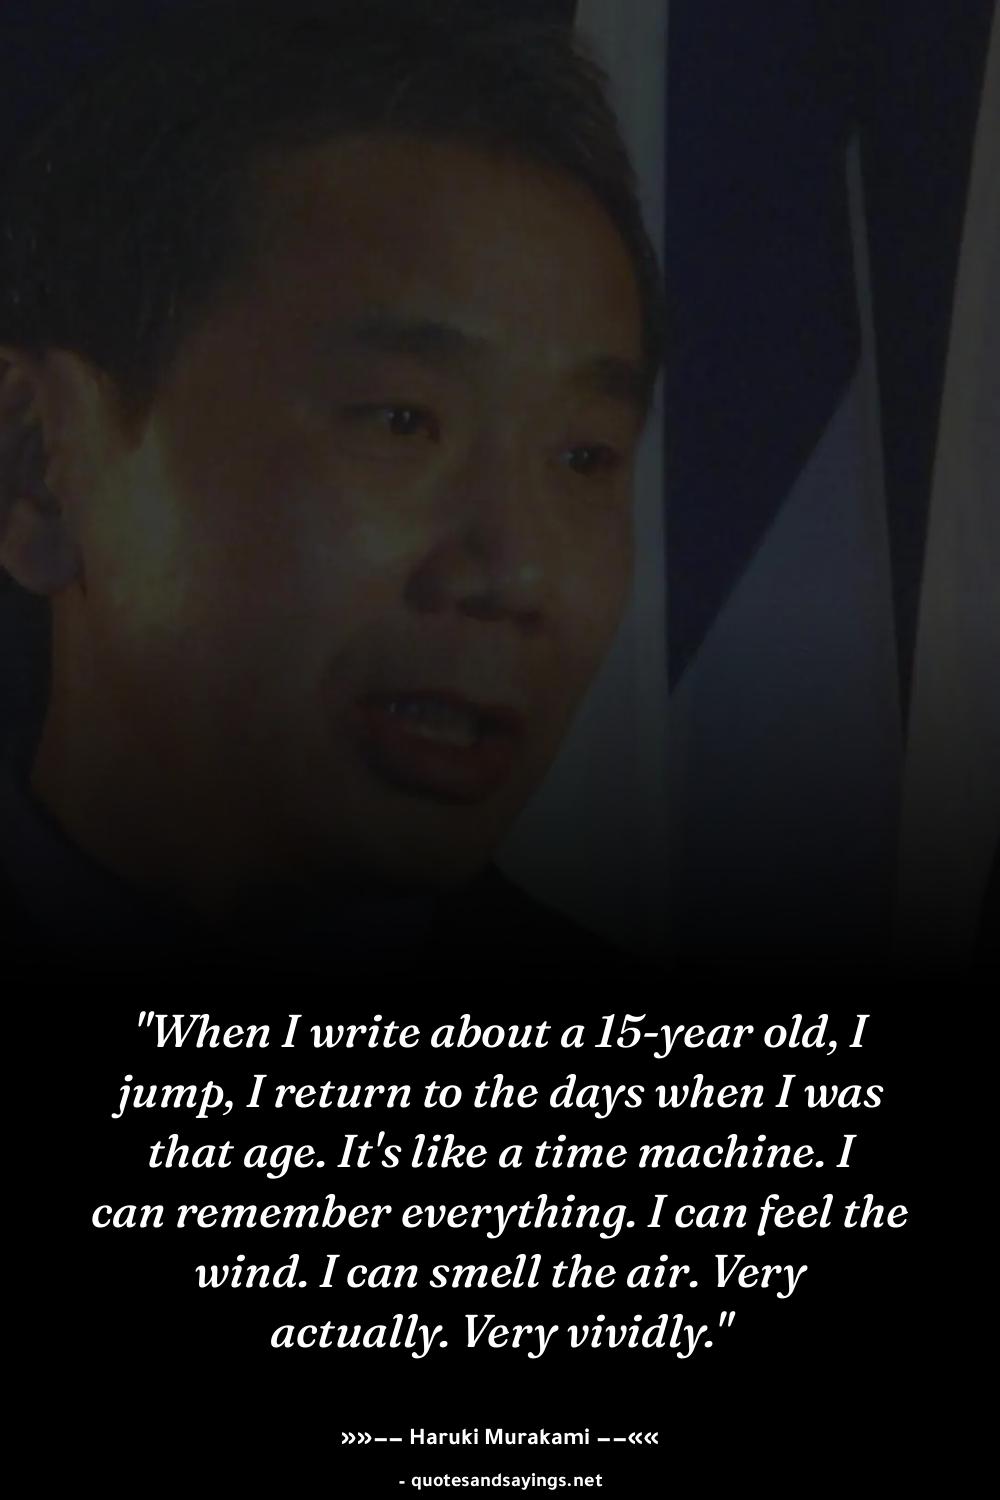 "When I write about a 15-year old, I
jump, I return to the days when I was
that age. It's like a time machine. I
can remember everything. I can feel the
wind. I can smell the air. Very
actually. Very vividly."
»»−− Haruki Murakami −−««
- quotesandsayings.net